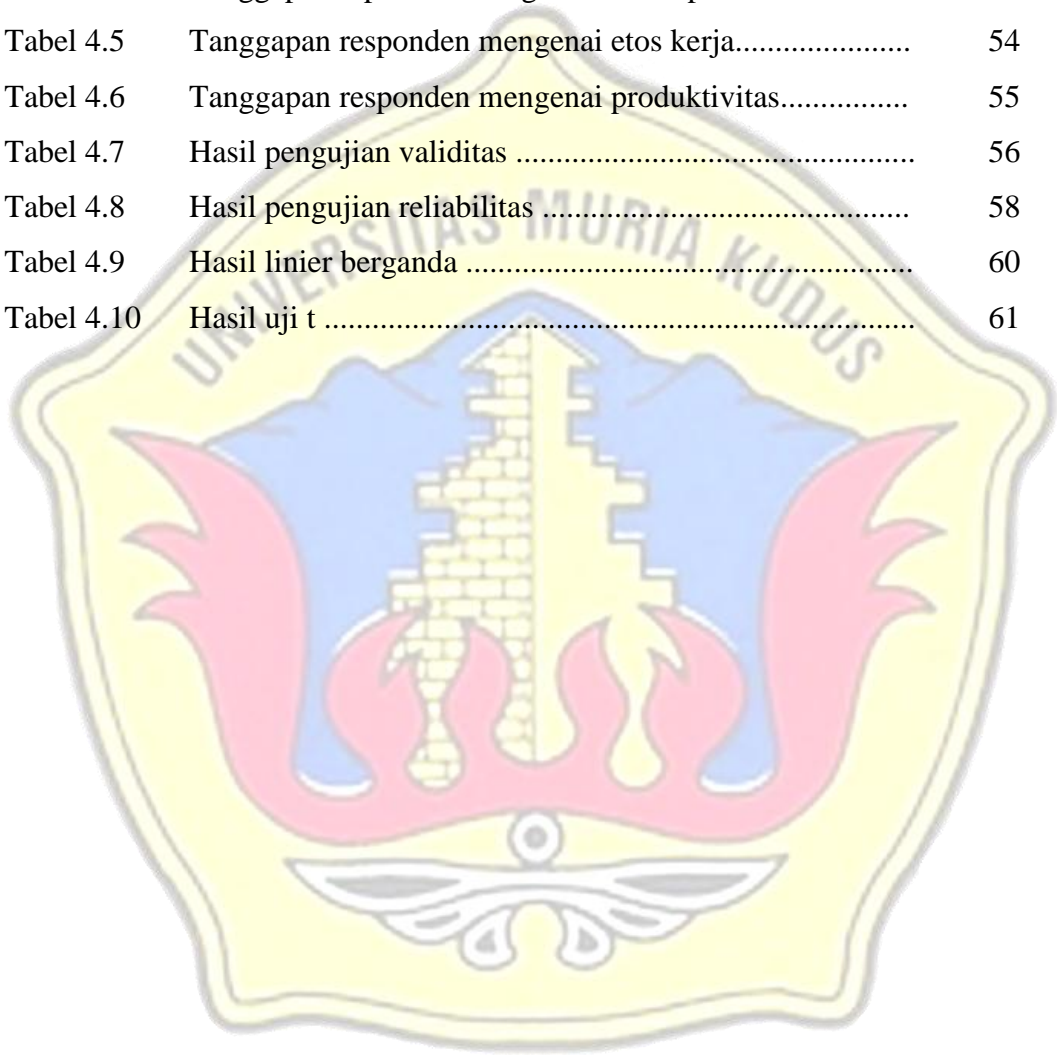 Tabel 4.5 Tanggapan responden mengenai etos kerja..................... 54
Tabel 4.6 Tanggapan responden mengenai produktivitas............... 55
Tabel 4.7 Hasil pengujian validitas ............................................... 56
Tabel 4.8 Hasil pengujian reliabilitas ........................................... 58
Tabel 4.9 Hasil linier berganda .................................................... 60
Tabel 4.10 Hasil uji t ..................................................................... 61
UNIVERSITAS MURIA KUDUS